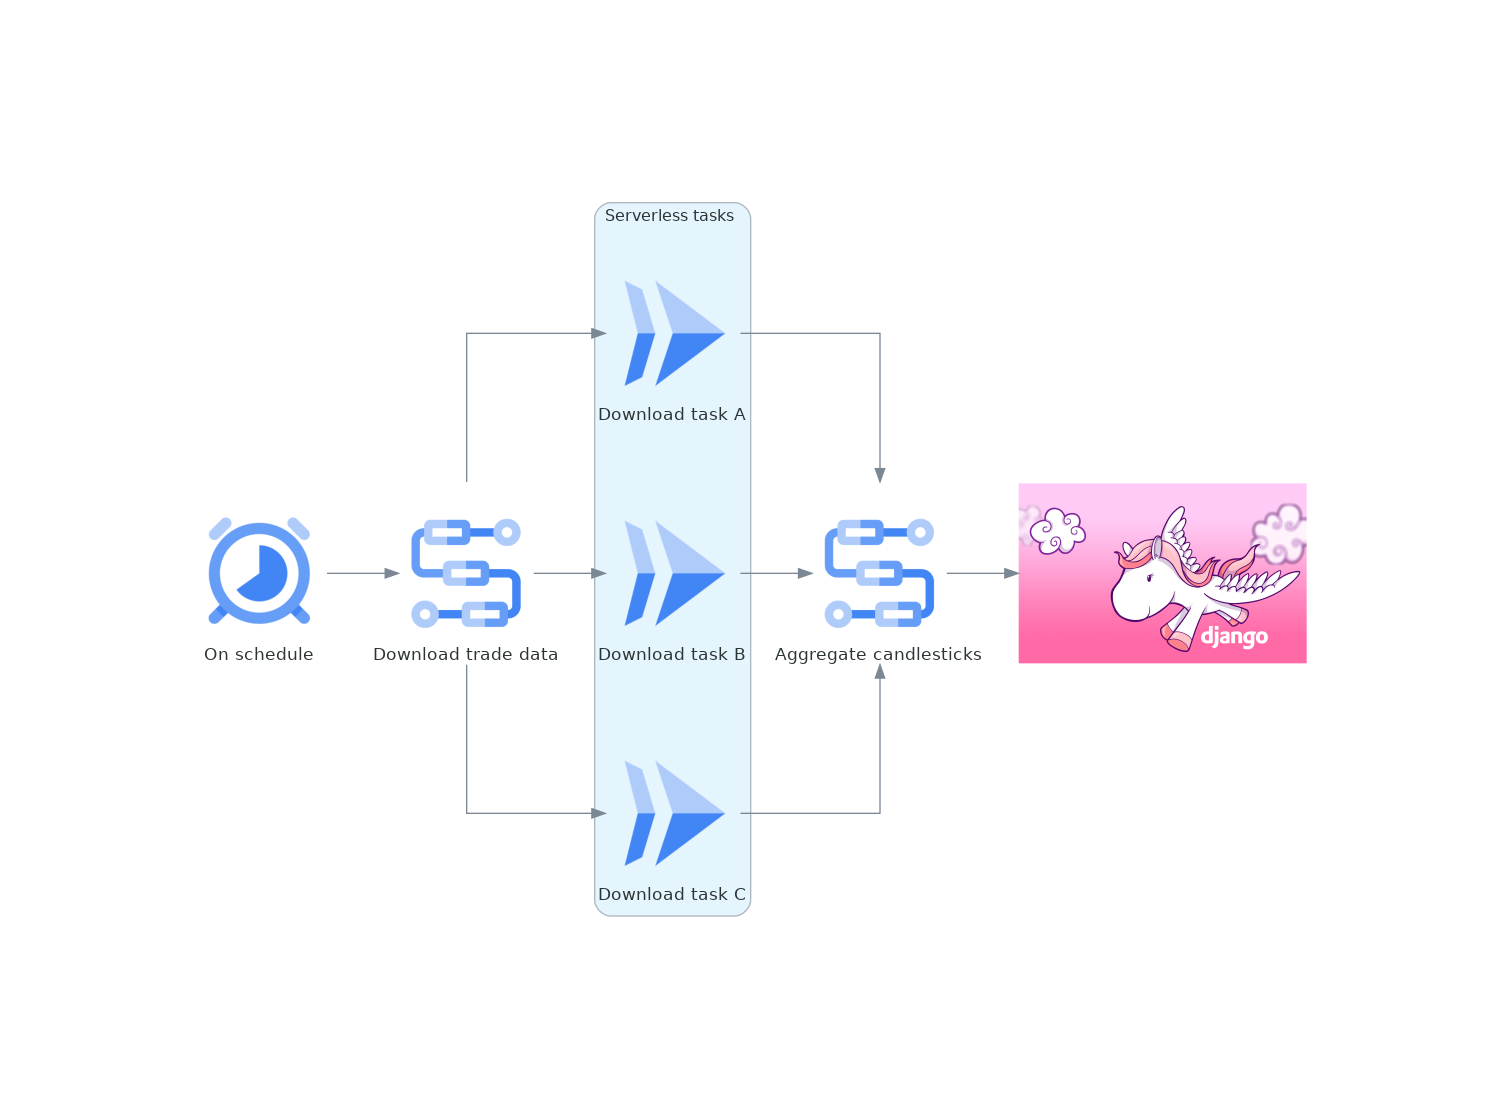 Serverless tasks
Download task A
On schedule
Download trade data
Download task B
Aggregate candlesticks
django
Download task C